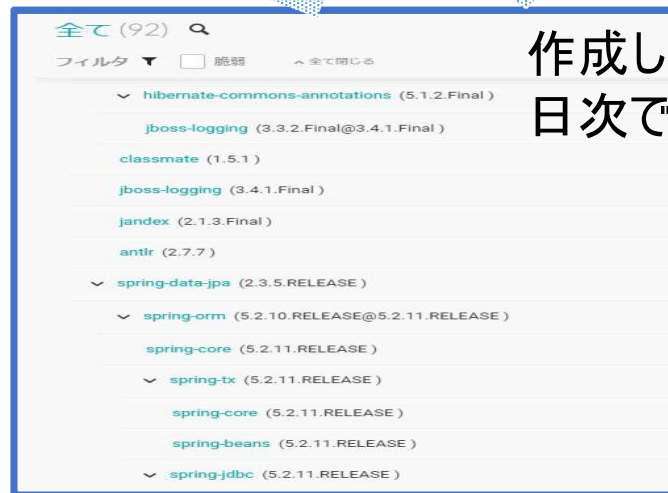 全て (92)
フィルタ 脆弱 全て閉じる
作成し
日次で
hibernate-commons-annotations (5.1.2.Final )
jboss-logging (3.3.2.Final@3.4.1.Final )
classmate (1.5.1 )
jboss-logging (3.4.1.Final )
jandex (2.1.3.Final )
antlr (2.7.7 )
spring-data-jpa (2.3.5.RELEASE )
spring-orm (5.2.10.RELEASE@5.2.11.RELEASE )
spring-core (5.2.11.RELEASE )
spring-tx (5.2.11.RELEASE )
spring-core (5.2.11.RELEASE )
spring-beans (5.2.11.RELEASE )
spring-jdbc (5.2.11.RELEASE )